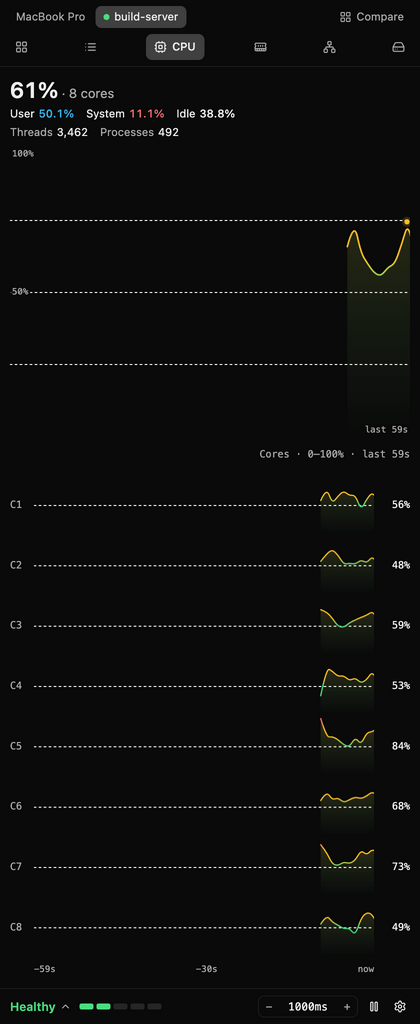 MacBook Pro build-server Compare
CPU
61% · 8 cores
User 50.1% System 11.1% Idle 38.8%
Threads 3,462 Processes 492
100%
50%
last 59s
Cores · 0–100% · last 59s
C1 56%
C2 48%
C3 59%
C4 53%
C5 84%
C6 68%
C7 73%
C8 49%
−59s −30s now
Healthy − 1000ms +